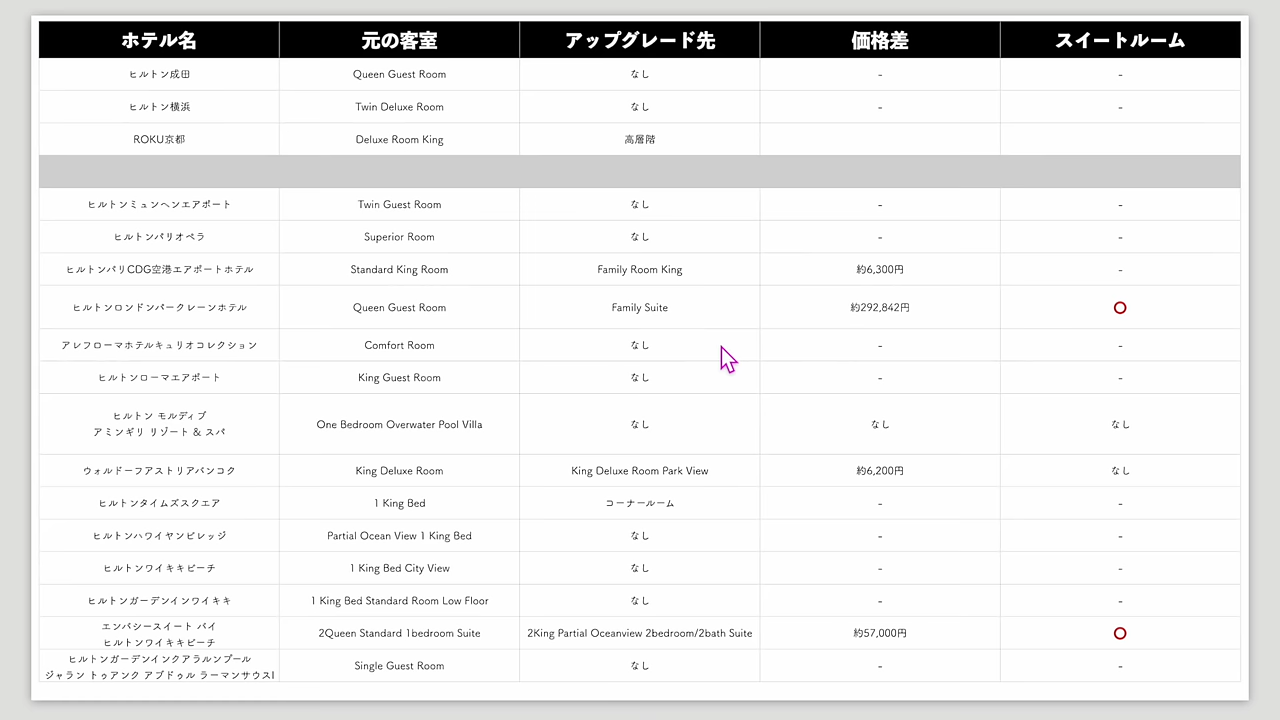 ホテル名 元の客室 アップグレード先 価格差 スイートルーム
ヒルトン成田 Queen Guest Room なし - -
ヒルトン横浜 Twin Deluxe Room なし - -
ROKU京都 Deluxe Room King 高層階
ヒルトンミュンヘンエアポート Twin Guest Room なし - -
ヒルトンパリオペラ Superior Room なし - -
ヒルトンパリCDG空港エアポートホテル Standard King Room Family Room King 約6,300円 -
ヒルトンロンドンパークレーンホテル Queen Guest Room Family Suite 約292,842円 ⭕
アレフローマホテルキュリオコレクション Comfort Room なし - -
ヒルトンローマエアポート King Guest Room なし - -
ヒルトン モルディブ
アミンギリ リゾート & スパ One Bedroom Overwater Pool Villa なし なし なし
ウォルドーフアストリアバンコク King Deluxe Room King Deluxe Room Park View 約6,200円 なし
ヒルトンタイムズスクエア 1 King Bed コーナールーム - -
ヒルトンハワイヤンビレッジ Partial Ocean View 1 King Bed なし - -
ヒルトンワイキキビーチ 1 King Bed City View なし - -
ヒルトンガーデンインワイキキ 1 King Bed Standard Room Low Floor なし - -
エンバシースイート バイ
ヒルトンワイキキビーチ 2Queen Standard 1bedroom Suite 2King Partial Oceanview 2bedroom/2bath Suite 約57,000円 ⭕
ヒルトンガーデンインクアラルンプール
ジャラン トゥアンク アブドゥル ラーマンサウスI Single Guest Room なし - -